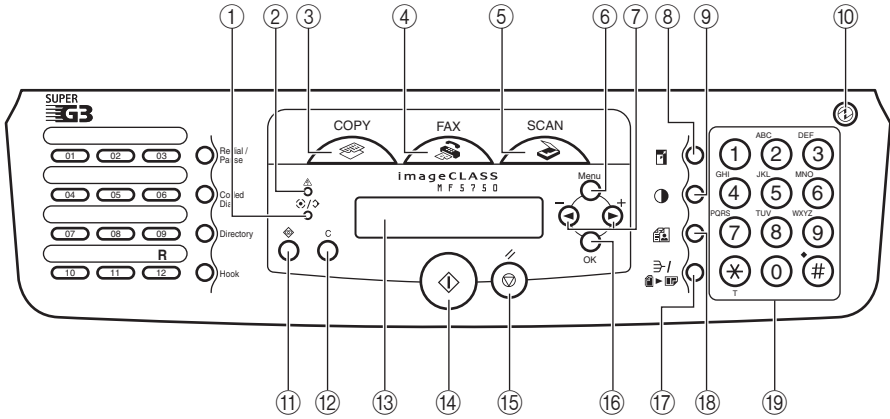 ① ② ③ ④ ⑤ ⑥ ⑦ ⑧ ⑨ ⑩
SUPER
G3
COPY FAX SCAN
ABC DEF
1 2 3
01 02 03
Redial /
Pause
imageCLASS
MF5750
Menu
GHI JKL MNO
4 5 6
04 05 06
Coded
Dial
− +
PQRS TUV WXYZ
7 8 9
07 08 09
Directory
C
OK
R
10 11 12
Hook
* 0 #
T
⑪ ⑫ ⑬ ⑭ ⑮ ⑯ ⑰ ⑱ ⑲